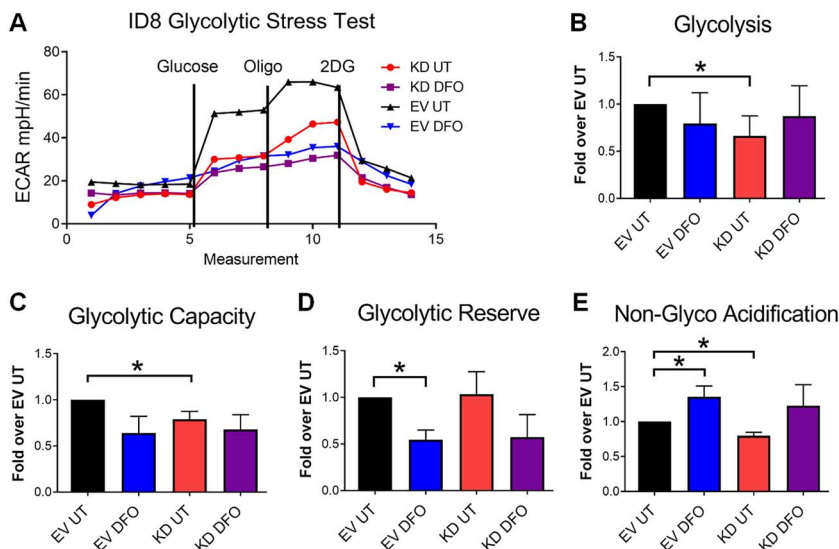 A
ID8 Glycolytic Stress Test
ECAR mpH/min
80
60
40
20
0
0
5
10
15
Measurement
Glucose
Oligo
2DG
KD UT
KD DFO
EV UT
EV DFO
B
Glycolysis
Fold over EV UT
1.5
1.0
0.5
0.0
*
EV UT
EV DFO
KD UT
KD DFO
C
Glycolytic Capacity
Fold over EV UT
1.5
1.0
0.5
0.0
*
EV UT
EV DFO
KD UT
KD DFO
D
Glycolytic Reserve
Fold over EV UT
1.5
1.0
0.5
0.0
*
EV UT
EV DFO
KD UT
KD DFO
E
Non-Glyco Acidification
Fold over EV UT
2.0
1.5
1.0
0.5
0.0
*
*
EV UT
EV DFO
KD UT
KD DFO